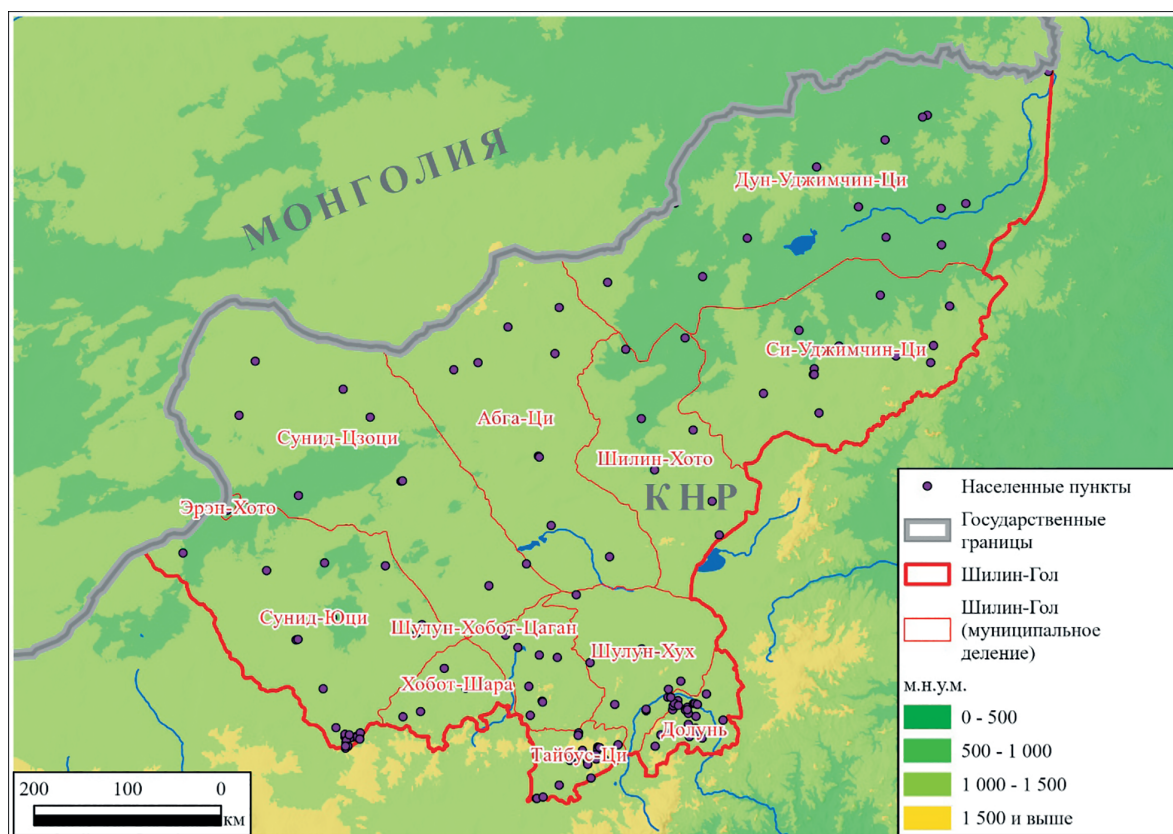 МОНГОЛИЯ
Дун-Уджимчин-Ци
Си-Уджимчин-Ци
Абга-Ци
Сунид-Цзоци
Шилин-Хото
КНР
Эрэн-Хото
Сунид-Юци
Шулун-Хобот-Цаган
Шулун-Хух
Хобот-Шара
Долунь
Тайбус-Ци
Населенные пункты
Государственные
границы
Шилин-Гол
Шилин-Гол
(муниципальное
деление)
м.н.у.м.
0 - 500
500 - 1 000
1 000 - 1 500
1 500 и выше
200 100 0
км